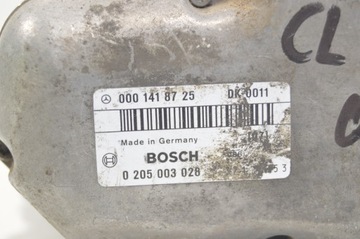 000 141 87 25 DK-0011
Made in Germany
BOSCH
0 205 003 028
CL